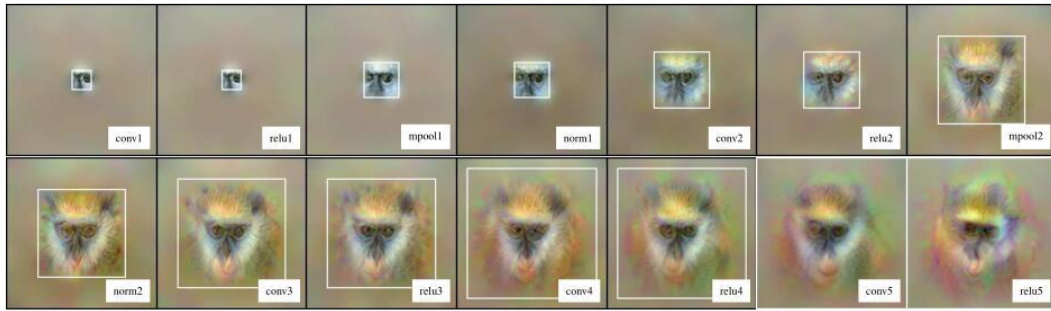 conv1 relu1 mpool1 norm1 conv2 relu2 mpool2
norm2 conv3 relu3 conv4 relu4 conv5 relu5